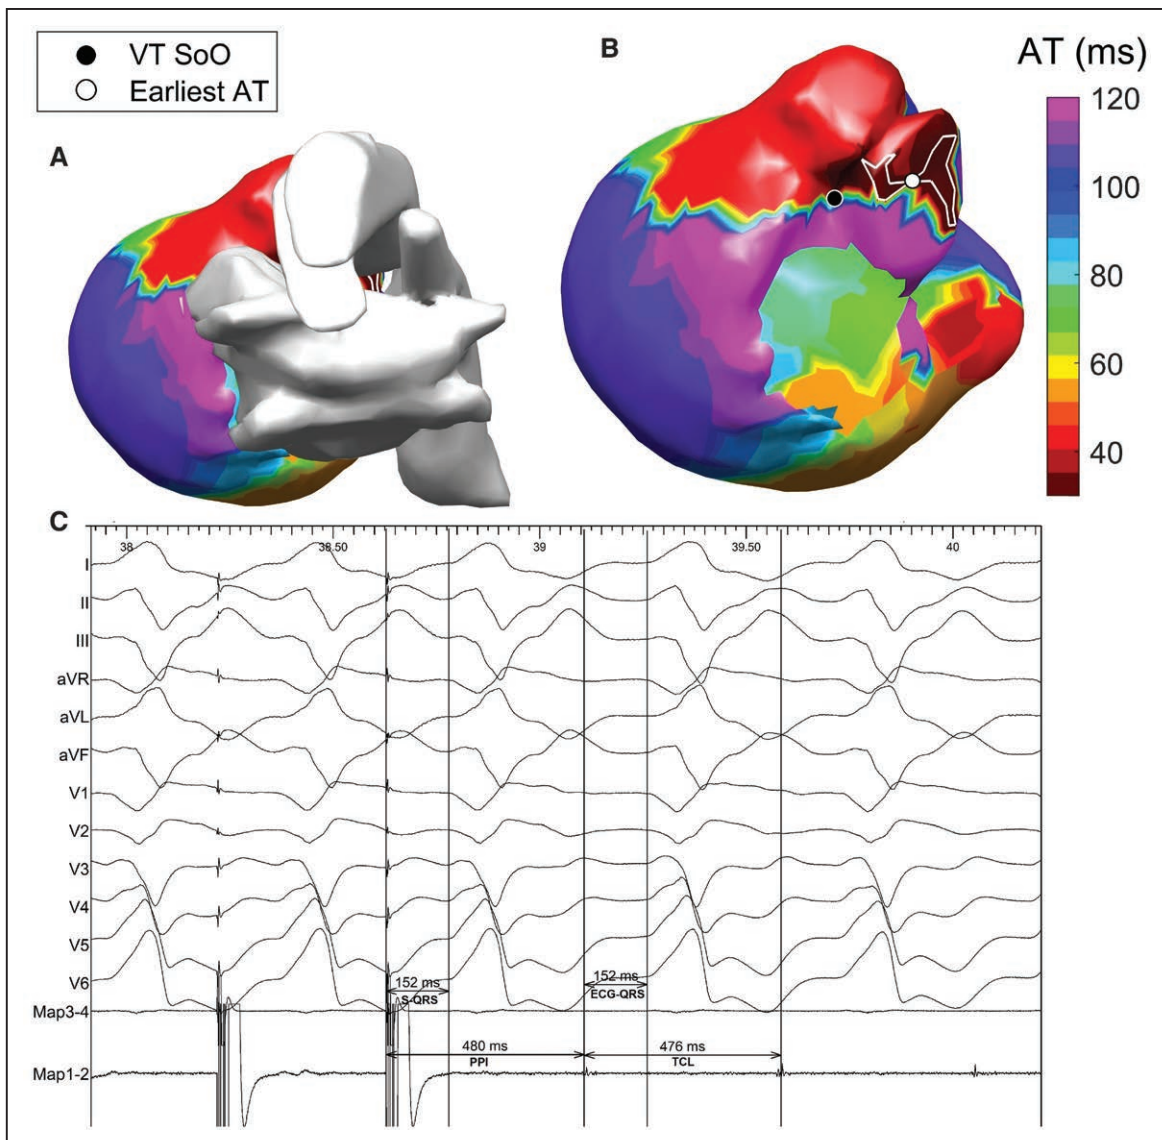 VT SoO
Earliest AT
A
B
AT (ms)
120
100
80
60
40
C
38
38.50
39
39.50
40
I
II
III
aVR
aVL
aVF
V1
V2
V3
V4
V5
V6
152 ms
S-QRS
152 ms
ECG-QRS
Map3-4
480 ms
PPI
476 ms
TCL
Map1-2